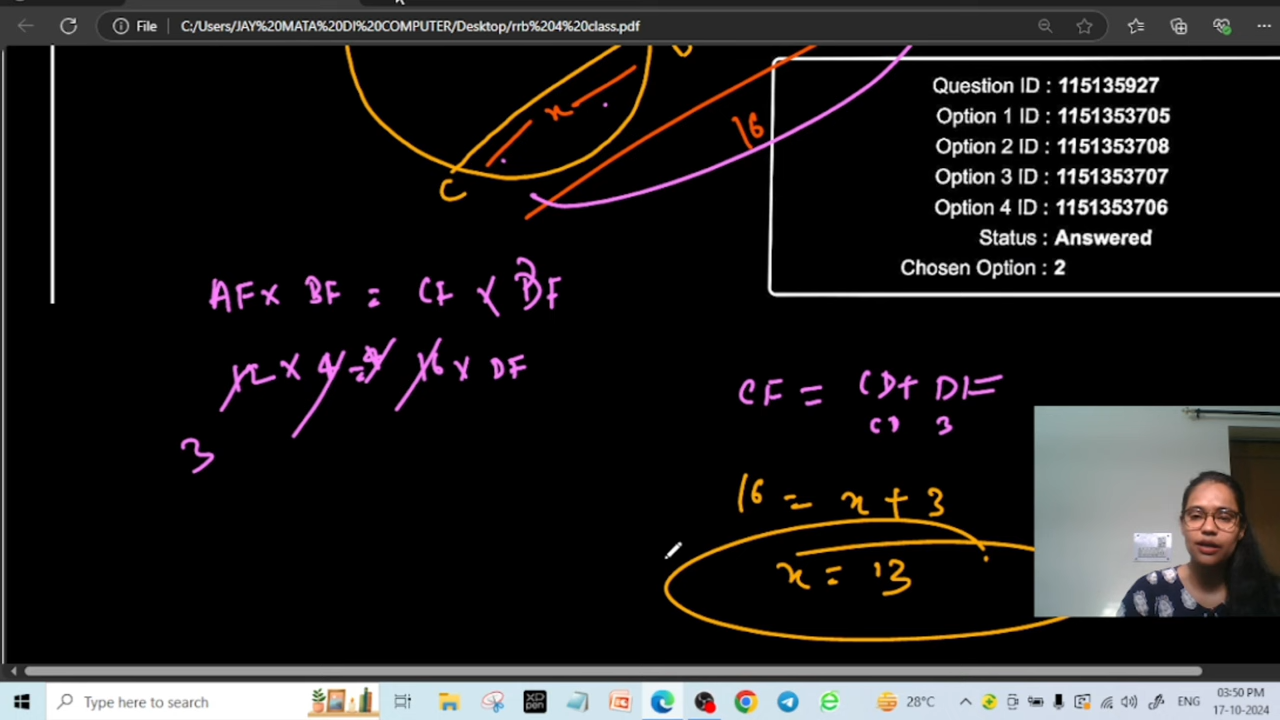 File
C:/Users/JAY%20MATA%20DI%20COMPUTER/Desktop/rrb%204%20class.pdf
x
16
C
Question ID : 115135927
Option 1 ID : 1151353705
Option 2 ID : 1151353708
Option 3 ID : 1151353707
Option 4 ID : 1151353706
Status : Answered
Chosen Option : 2
AF× BF = CF × DF
12 × 4 = 16 × DF
3
CF = CD+ DF
CD 3
16 = x + 3
x = 13
Type here to search
28°C
ENG
03:50 PM
17-10-2024